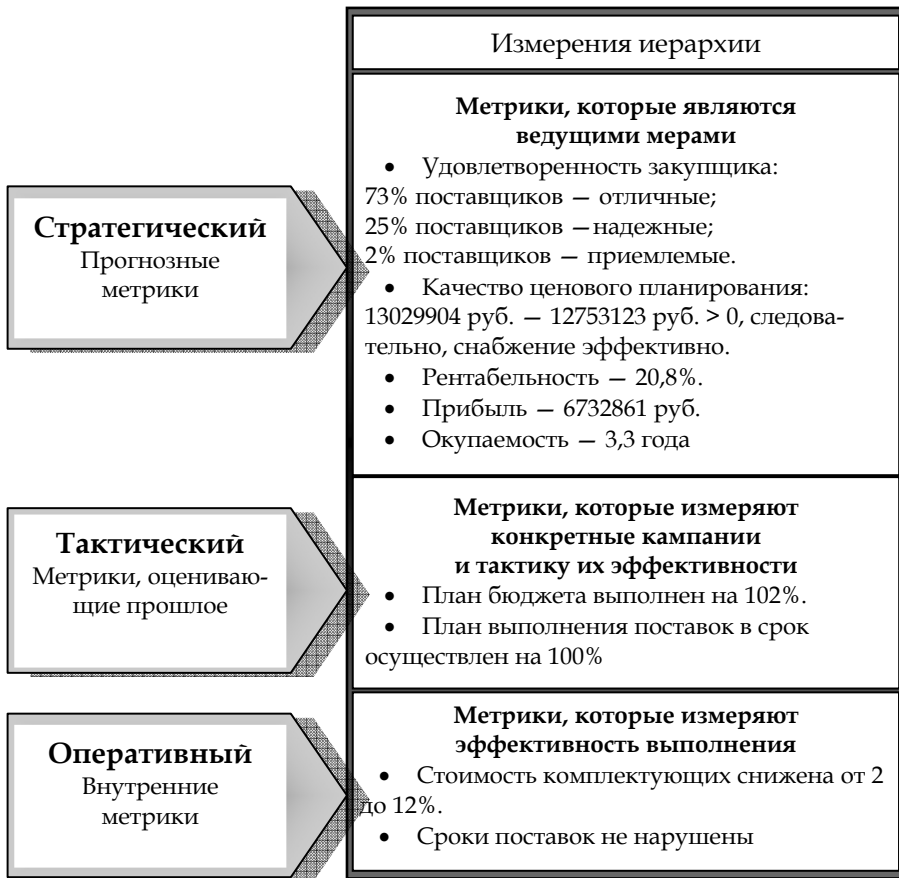 Измерения иерархии
Стратегический
Прогнозные
метрики
Метрики, которые являются
ведущими мерами
• Удовлетворенность закупщика:
73% поставщиков — отличные;
25% поставщиков —надежные;
2% поставщиков — приемлемые.
• Качество ценового планирования:
13029904 руб. — 12753123 руб. > 0, следова-
тельно, снабжение эффективно.
• Рентабельность — 20,8%.
• Прибыль — 6732861 руб.
• Окупаемость — 3,3 года
Тактический
Метрики, оцениваю-
щие прошлое
Метрики, которые измеряют
конкретные кампании
и тактику их эффективности
• План бюджета выполнен на 102%.
• План выполнения поставок в срок
осуществлен на 100%
Оперативный
Внутренние
метрики
Метрики, которые измеряют
эффективность выполнения
• Стоимость комплектующих снижена от 2
до 12%.
• Сроки поставок не нарушены